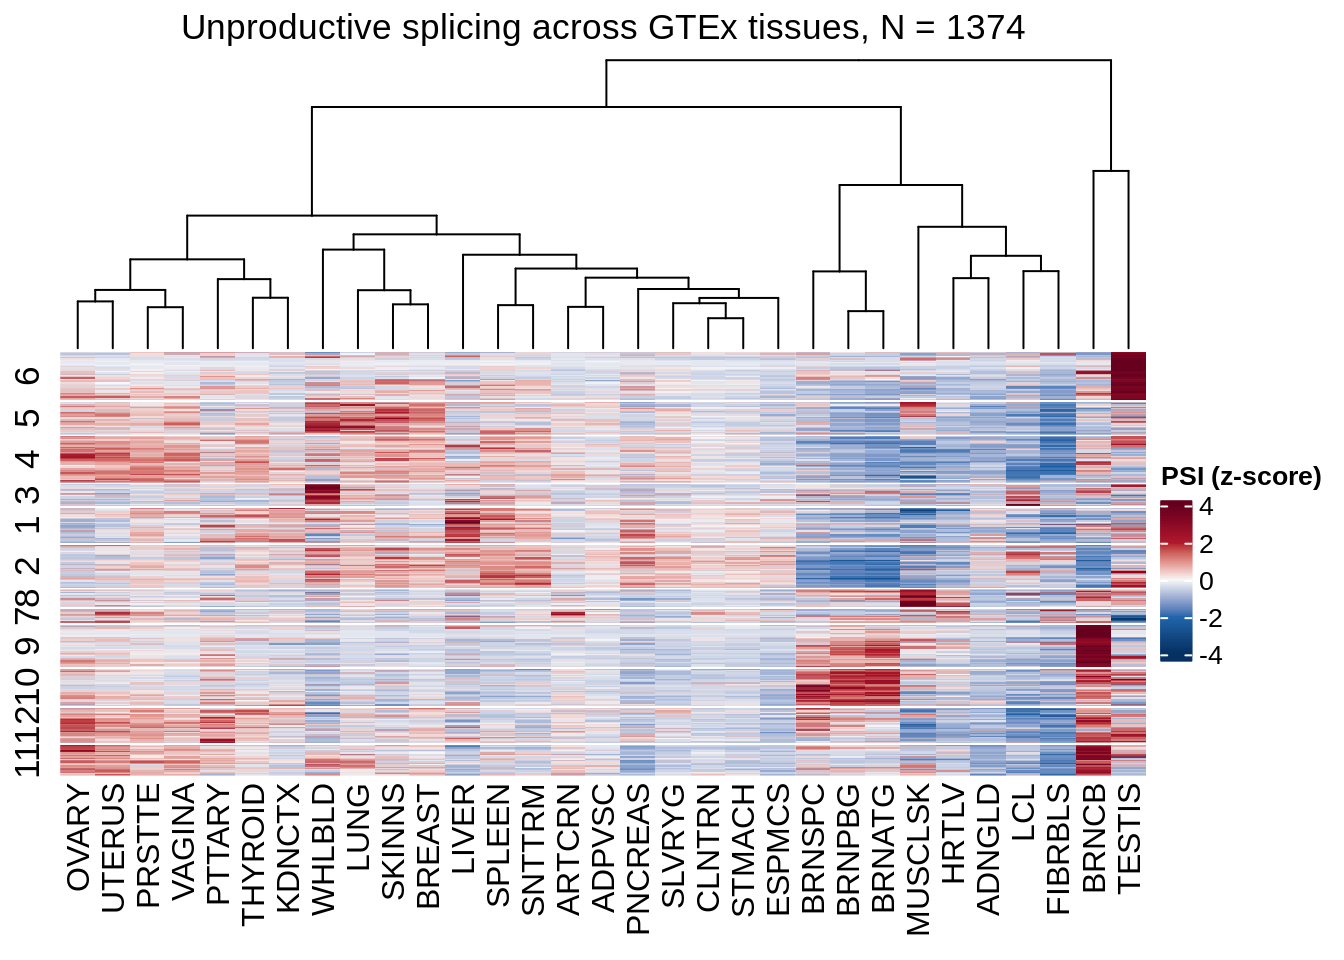 Unproductive splicing across GTEx tissues, N = 1374
6
5
4
3
1
2
8
7
9
10
12
11
PSI (z-score)
4
2
0
-2
-4
OVARY
UTERUS
PRSTTE
VAGINA
PTTARY
THYROID
KDNCTX
WHLBLD
LUNG
SKINNS
BREAST
LIVER
SPLEEN
SNTTRM
ARTCRN
ADPVSC
PNCREAS
SLVRYG
CLNTRN
STMACH
ESPMCS
BRNSPC
BRNPBG
BRNATG
MUSCLSK
HRTLV
ADNGLD
LCL
FIBRBLS
BRNCB
TESTIS